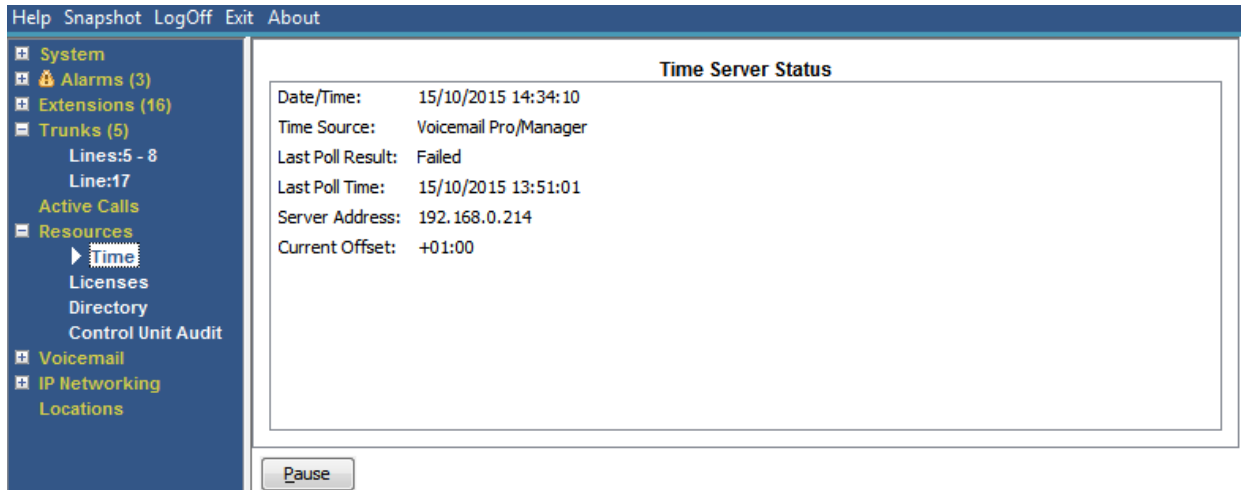 Help Snapshot LogOff Exit About
System
Alarms (3)
Extensions (16)
Trunks (5)
Lines:5 - 8
Line:17
Active Calls
Resources
Time
Licenses
Directory
Control Unit Audit
Voicemail
IP Networking
Locations
Time Server Status
Date/Time: 15/10/2015 14:34:10
Time Source: Voicemail Pro/Manager
Last Poll Result: Failed
Last Poll Time: 15/10/2015 13:51:01
Server Address: 192.168.0.214
Current Offset: +01:00
Pause